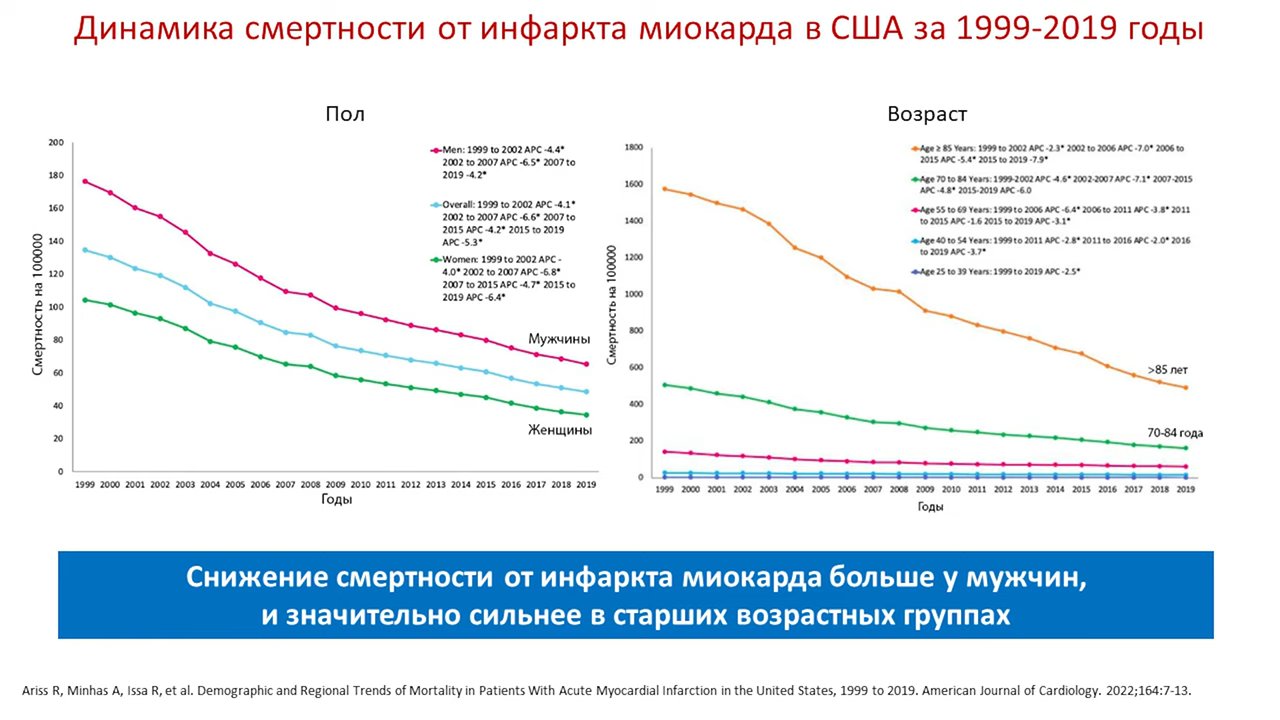 Динамика смертности от инфаркта миокарда в США за 1999-2019 годы
Пол
Смертность на 100000
200
180
160
140
120
100
80
60
40
20
0
Men: 1999 to 2002 APC -4.4*
2002 to 2007 APC -6.5* 2007 to
2019 -4.2*
Overall: 1999 to 2002 APC -4.1*
2002 to 2007 APC -6.6* 2007 to
2015 APC -4.2* 2015 to 2019
APC -5.3*
Women: 1999 to 2002 APC -
4.0* 2002 to 2007 APC -6.8*
2007 to 2015 APC -4.7* 2015 to
2019 APC -6.4*
Мужчины
Женщины
1999 2000 2001 2002 2003 2004 2005 2006 2007 2008 2009 2010 2011 2012 2013 2014 2015 2016 2017 2018 2019
Годы
Возраст
Смертность на 100000
1800
1600
1400
1200
1000
800
600
400
200
0
Age ≥ 85 Years: 1999 to 2002 APC -2.3* 2002 to 2006 APC -7.0* 2006 to
2015 APC -5.4* 2015 to 2019 -7.9*
Age 70 to 84 Years: 1999-2002 APC -4.6* 2002-2007 APC -7.1* 2007-2015
APC -4.8* 2015-2019 APC -6.0
Age 55 to 69 Years: 1999 to 2006 APC -6.4* 2006 to 2011 APC -3.8* 2011
to 2015 APC -1.6 2015 to 2019 APC -3.1*
Age 40 to 54 Years: 1999 to 2011 APC -2.8* 2011 to 2016 APC -2.0* 2016
to 2019 APC -3.7*
Age 25 to 39 Years: 1999 to 2019 APC -2.5*
>85 лет
70-84 года
1999 2000 2001 2002 2003 2004 2005 2006 2007 2008 2009 2010 2011 2012 2013 2014 2015 2016 2017 2018 2019
Годы
Снижение смертности от инфаркта миокарда больше у мужчин,
и значительно сильнее в старших возрастных группах
Ariss R, Minhas A, Issa R, et al. Demographic and Regional Trends of Mortality in Patients With Acute Myocardial Infarction in the United States, 1999 to 2019. American Journal of Cardiology. 2022;164:7-13.